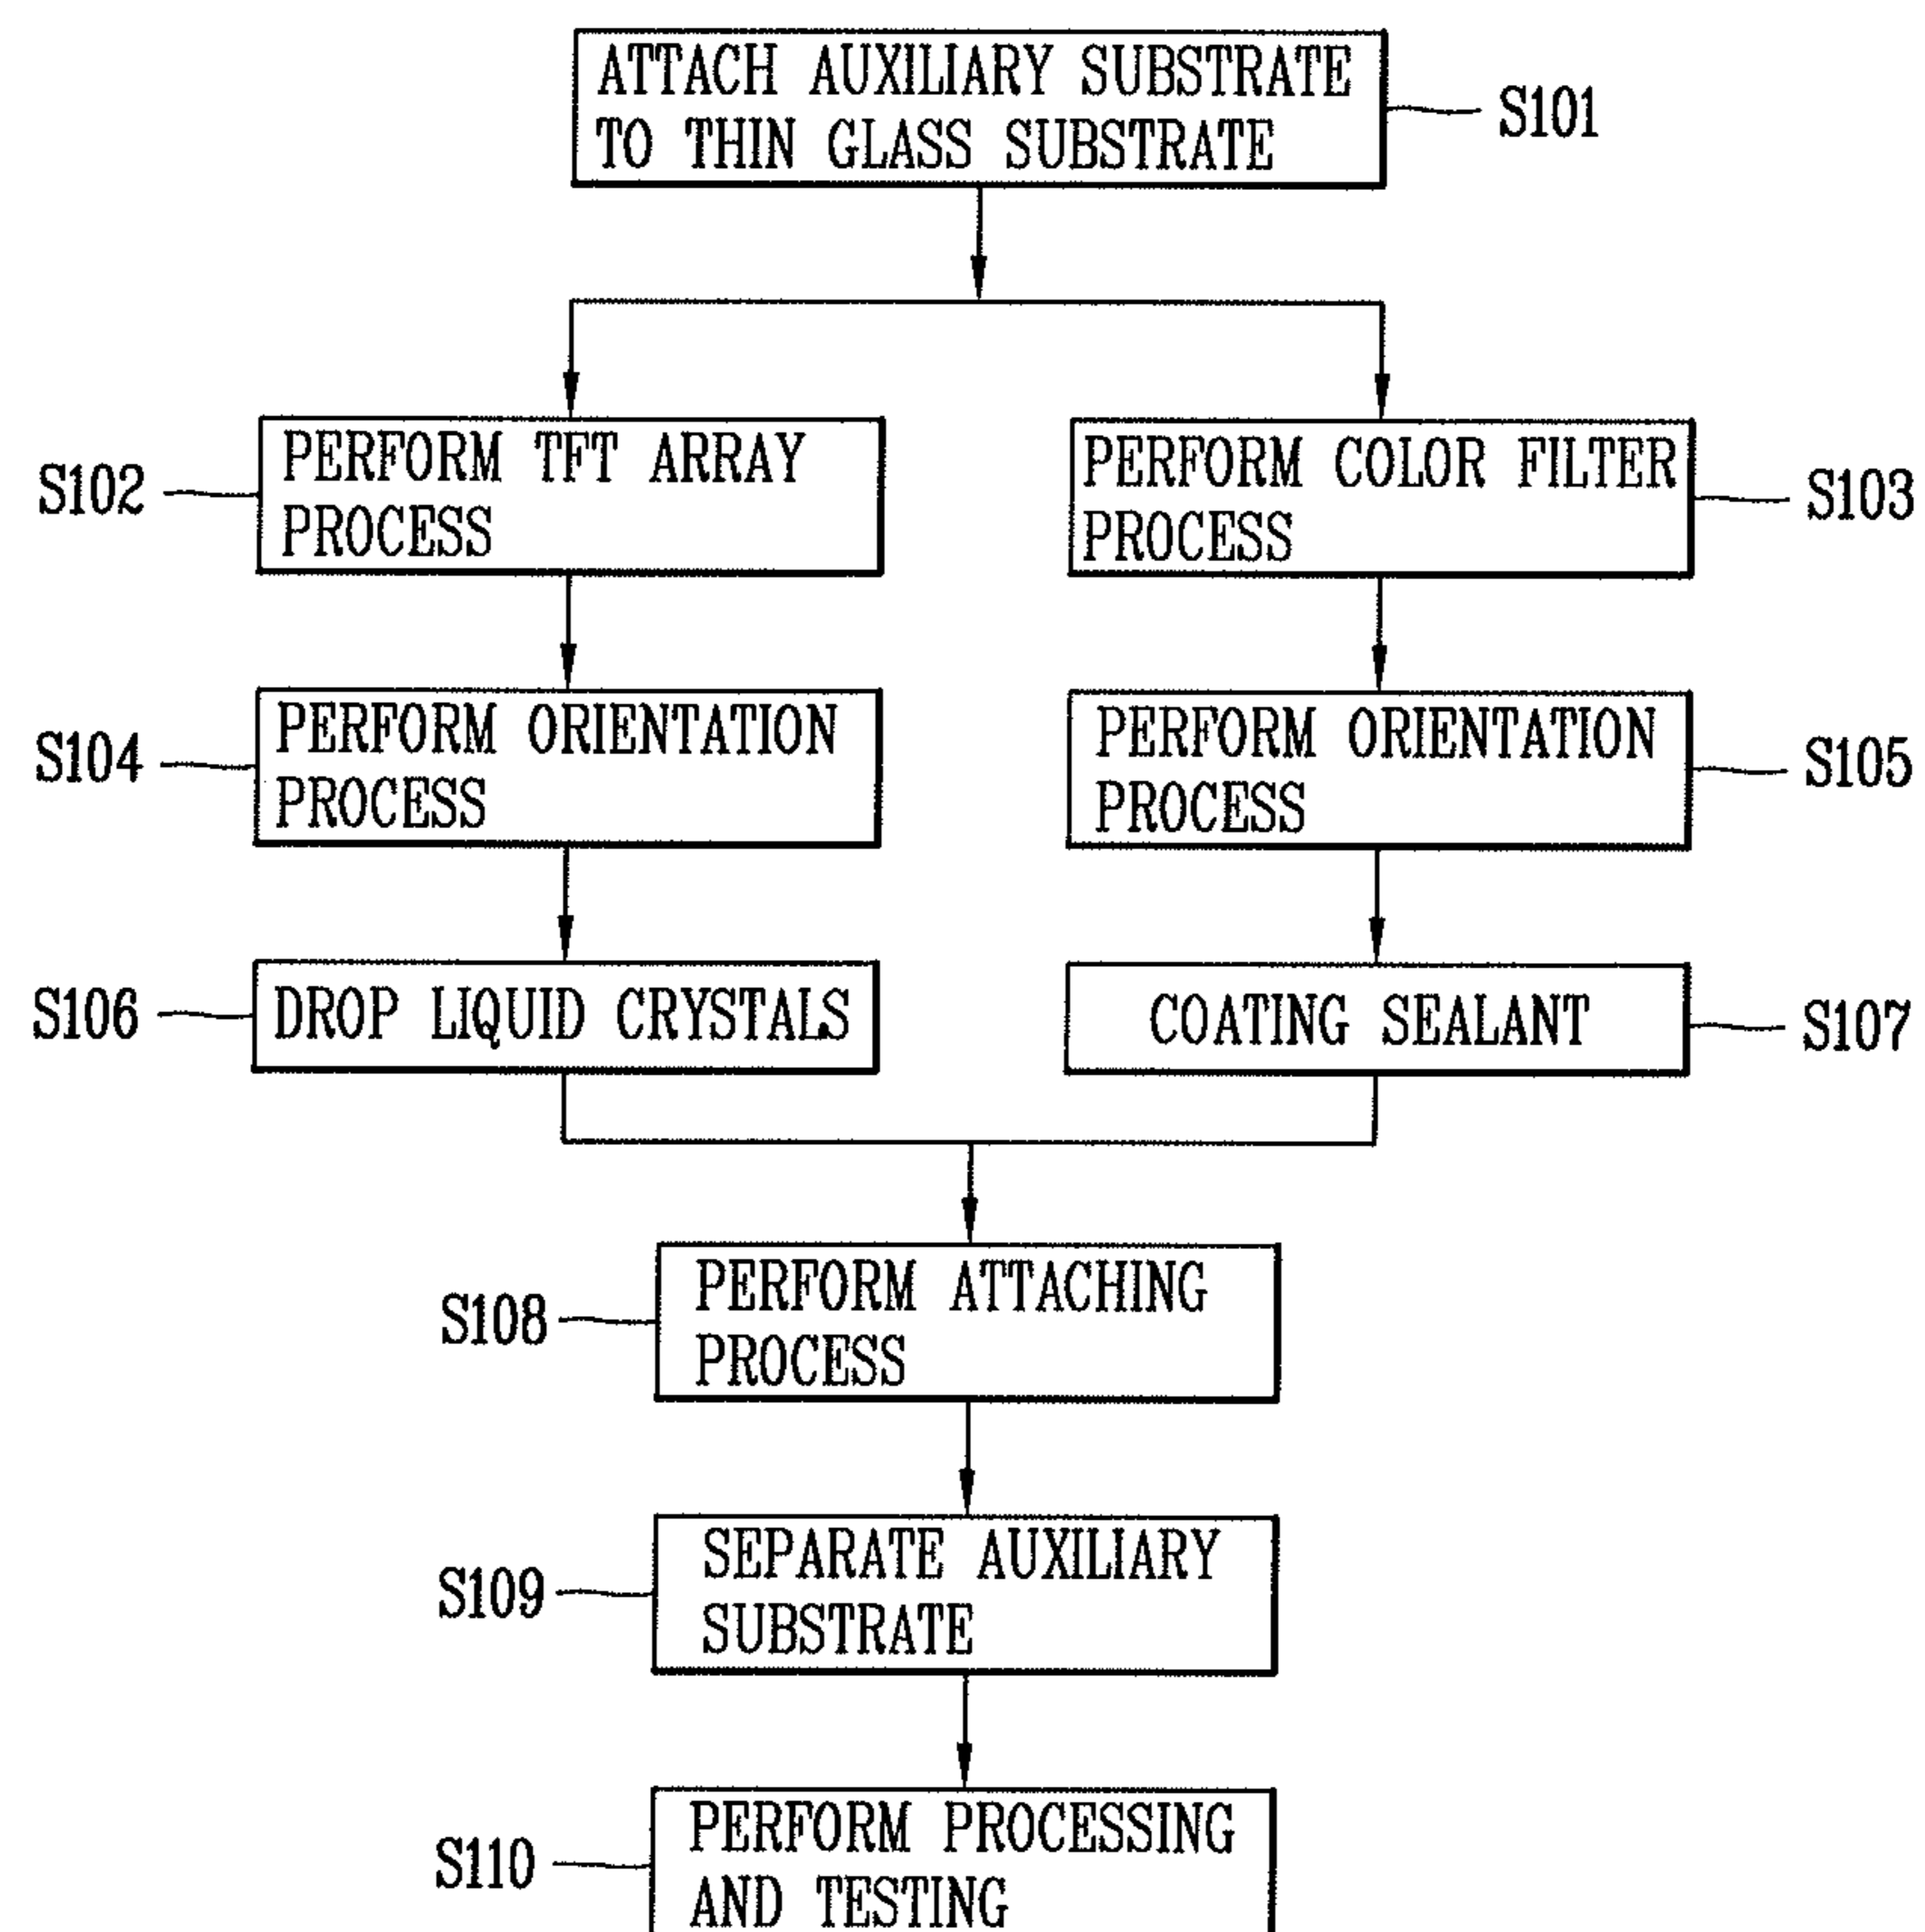 ATTACH AUXILIARY SUBSTRATE
TO THIN GLASS SUBSTRATE
S101
S102
PERFORM TFT ARRAY
PROCESS
PERFORM COLOR FILTER
PROCESS
S103
S104
PERFORM ORIENTATION
PROCESS
PERFORM ORIENTATION
PROCESS
S105
S106
DROP LIQUID CRYSTALS
COATING SEALANT
S107
S108
PERFORM ATTACHING
PROCESS
S109
SEPARATE AUXILIARY
SUBSTRATE
S110
PERFORM PROCESSING
AND TESTING